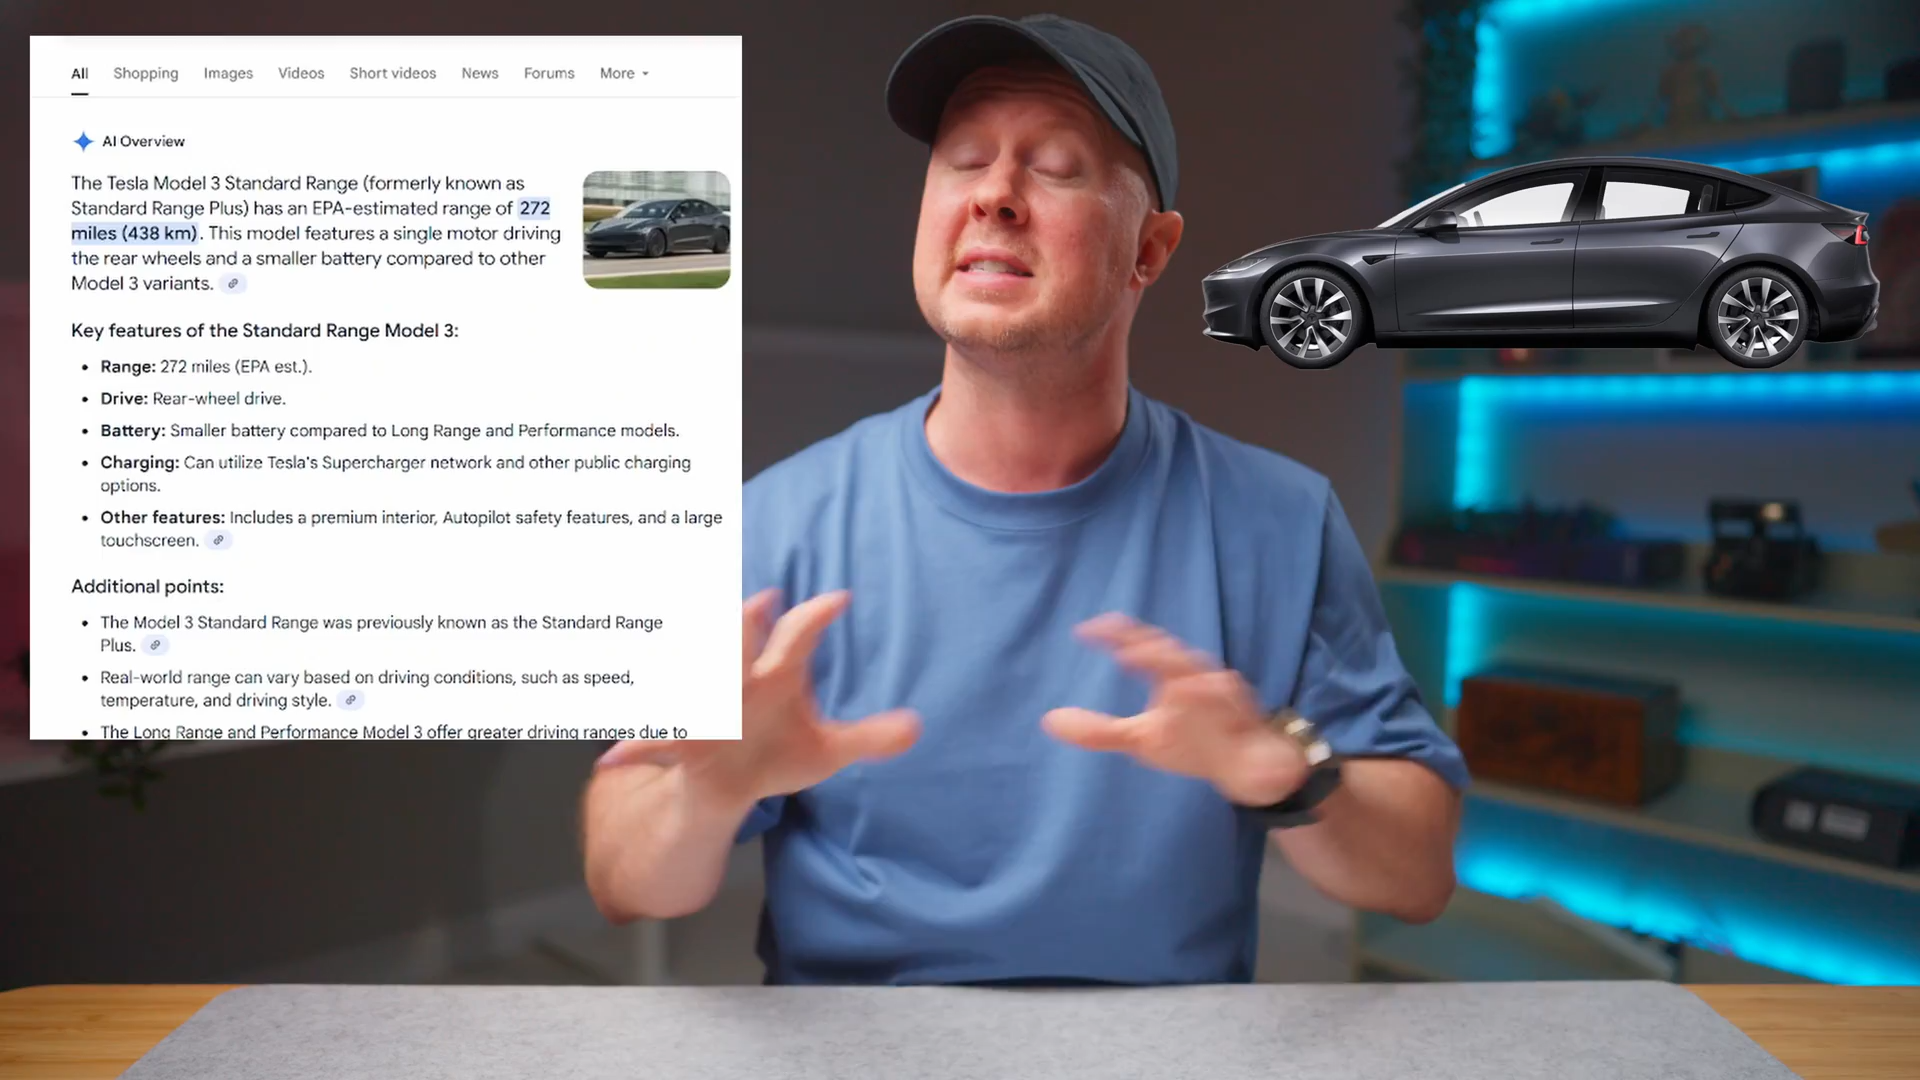 All Shopping Images Videos Short videos News Forums More
AI Overview
The Tesla Model 3 Standard Range (formerly known as
Standard Range Plus) has an EPA-estimated range of 272
miles (438 km). This model features a single motor driving
the rear wheels and a smaller battery compared to other
Model 3 variants.
Key features of the Standard Range Model 3:
• Range: 272 miles (EPA est.).
• Drive: Rear-wheel drive.
• Battery: Smaller battery compared to Long Range and Performance models.
• Charging: Can utilize Tesla's Supercharger network and other public charging
options.
• Other features: Includes a premium interior, Autopilot safety features, and a large
touchscreen.
Additional points:
• The Model 3 Standard Range was previously known as the Standard Range
Plus.
• Real-world range can vary based on driving conditions, such as speed,
temperature, and driving style.
• The Long Range and Performance Model 3 offer greater driving ranges due to